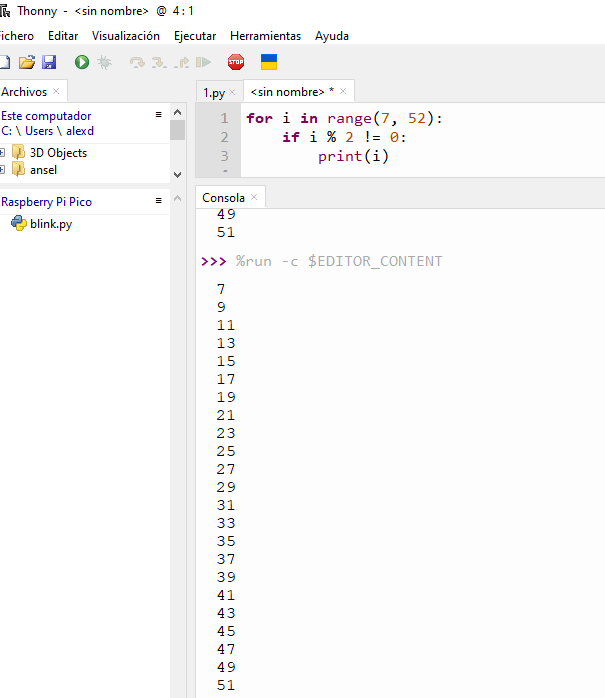 Thonny - <sin nombre> @ 4 : 1
Fichero Editar Visualización Ejecutar Herramientas Ayuda
STOP
Archivos
Este computador
C: \ Users \ alexd
3D Objects
ansel
Raspberry Pi Pico
blink.py
1.py
<sin nombre> *
1 for i in range(7, 52):
2 if i % 2 != 0:
3 print(i)
Consola
49
51
>>> %run -c $EDITOR_CONTENT
7
9
11
13
15
17
19
21
23
25
27
29
31
33
35
37
39
41
43
45
47
49
51